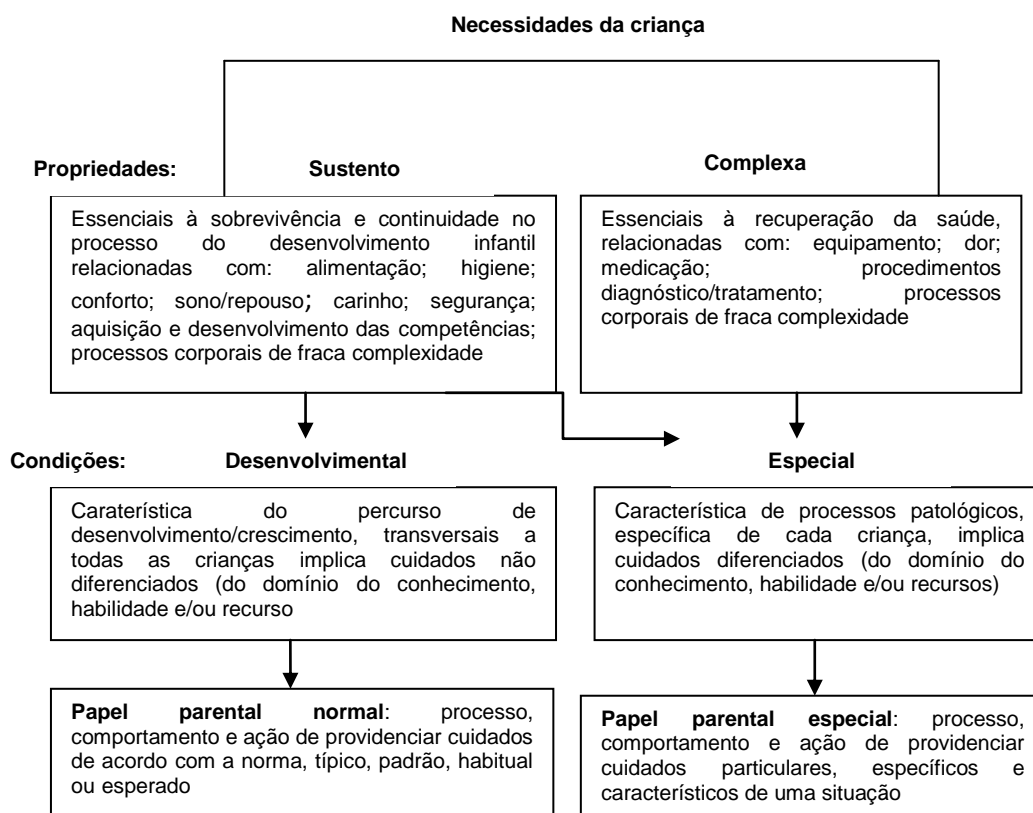 Necessidades da criança
Propriedades:
Sustento
Complexa
Essenciais à sobrevivência e continuidade no
processo do desenvolvimento infantil
relacionadas com: alimentação; higiene;
conforto; sono/repouso; carinho; segurança;
aquisição e desenvolvimento das competências;
processos corporais de fraca complexidade
Essenciais à recuperação da saúde,
relacionadas com: equipamento; dor;
medicação; procedimentos
diagnóstico/tratamento; processos
corporais de fraca complexidade
Condições:
Desenvolvimental
Especial
Caraterística do percurso de
desenvolvimento/crescimento, transversais a
todas as crianças implica cuidados não
diferenciados (do domínio do conhecimento,
habilidade e/ou recurso
Característica de processos patológicos,
específica de cada criança, implica
cuidados diferenciados (do domínio do
conhecimento, habilidade e/ou recursos)
Papel parental normal: processo,
comportamento e ação de providenciar cuidados
de acordo com a norma, típico, padrão, habitual
ou esperado
Papel parental especial: processo,
comportamento e ação de providenciar
cuidados particulares, específicos e
característicos de uma situação